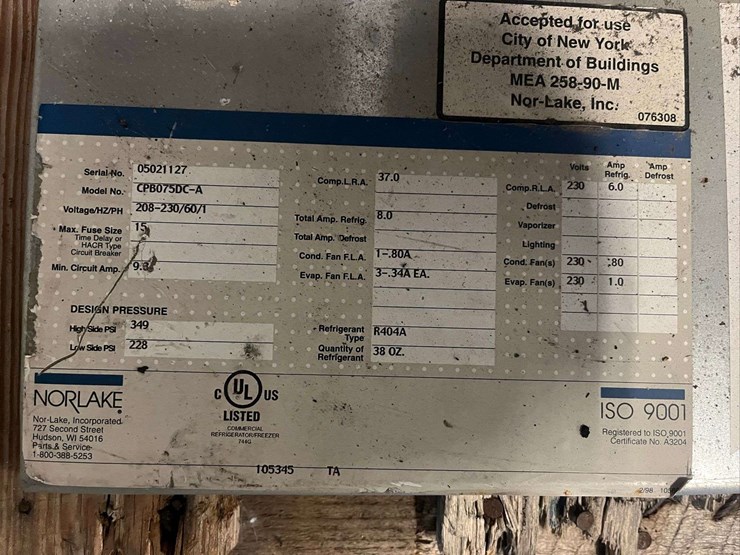 Accepted for use
City of New York
Department of Buildings
MEA 258-90-M
Nor-Lake, Inc.
076308
Serial No. 05021127
Model No. CPB075DC-A
Voltage/HZ/PH 208-230/60/1
Max. Fuse Size 15
Time Delay or
HACR Type
Circuit Breaker
Min. Circuit Amp.
DESIGN PRESSURE
High Side PSI 349
Low Side PSI 228
Comp.L.R.A. 37.0
Total Amp. Refrig. 8.0
Total Amp. Defrost
Cond. Fan F.L.A. 1-.80A
Evap. Fan F.L.A. 3-.34A EA.
Refrigerant R404A
Type
Quantity of 38 OZ.
Refrigerant
Volts Amp Refrig. Amp Defrost
Comp.R.L.A. 230 6.0
Defrost
Vaporizer
Lighting
Cond. Fan(s) 230 .80
Evap. Fan(s) 230 1.0
NORLAKE
Nor-Lake, Incorporated
727 Second Street
Hudson, WI 54016
Parts & Service
1-800-388-5253
C UL US
LISTED
COMMERCIAL
REFRIGERATOR/FREEZER
744G
ISO 9001
Registered to ISO 9001
Certificate No. A3204
105345 TA
2/98